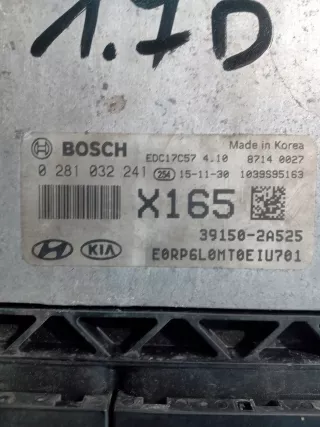 1.7D
BOSCH
EDC17C57 4.10 8714 0027
Made in Korea
0 281 032 241 254 15-11-30 1039S95163
X165
39150-2A525
HYUNDAI KIA
E0RP6L0MT0EIU701